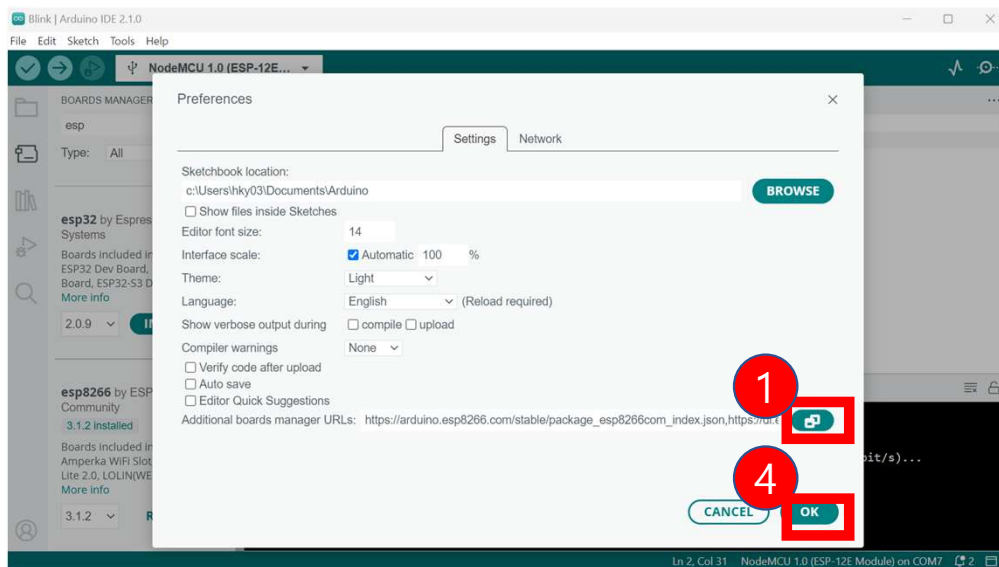 Blink | Arduino IDE 2.1.0
File Edit Sketch Tools Help
NodeMCU 1.0 (ESP-12E...
BOARDS MANAGER
esp
Type: All
esp32 by Espres
Systems
Boards included in
ESP32 Dev Board,
Board, ESP32-S3 D
More info
2.0.9
esp8266 by ESP
Community
3.1.2 installed
Boards included in
Amperka WiFi Slot
Lite 2.0, LOLIN(WE
More info
3.1.2 R
Preferences
Settings Network
Sketchbook location:
c:\Users\hky03\Documents\Arduino
BROWSE
Show files inside Sketches
Editor font size: 14
Interface scale: Automatic 100 %
Theme: Light
Language: English (Reload required)
Show verbose output during compile upload
Compiler warnings None
Verify code after upload
Auto save
Editor Quick Suggestions
1
Additional boards manager URLs: https://arduino.esp8266.com/stable/package_esp8266com_index.json,https://dl.e
4
CANCEL OK
bit/s)...
Ln 2, Col 31 NodeMCU 1.0 (ESP-12E Module) on COM7 2